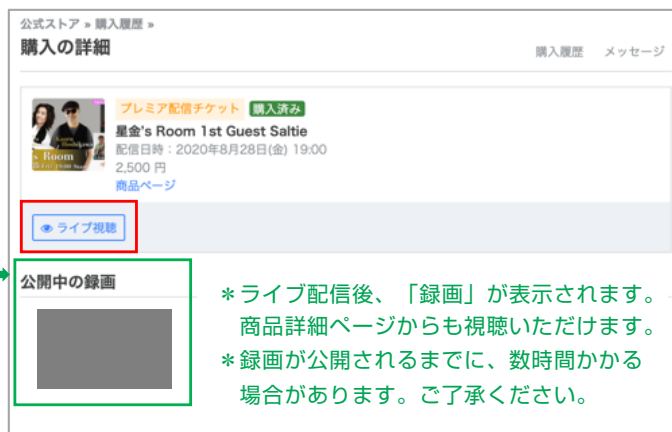 公式ストア » 購入履歴 »
購入の詳細
購入履歴 メッセージ
プレミア配信チケット 購入済み
星金's Room 1st Guest Saltie
配信日時：2020年8月28日(金) 19:00
2,500 円
商品ページ
s Room
ライブ視聴
公開中の録画
＊ライブ配信後、「録画」が表示されます。
商品詳細ページからも視聴いただけます。
＊録画が公開されるまでに、数時間かかる
場合があります。ご了承ください。